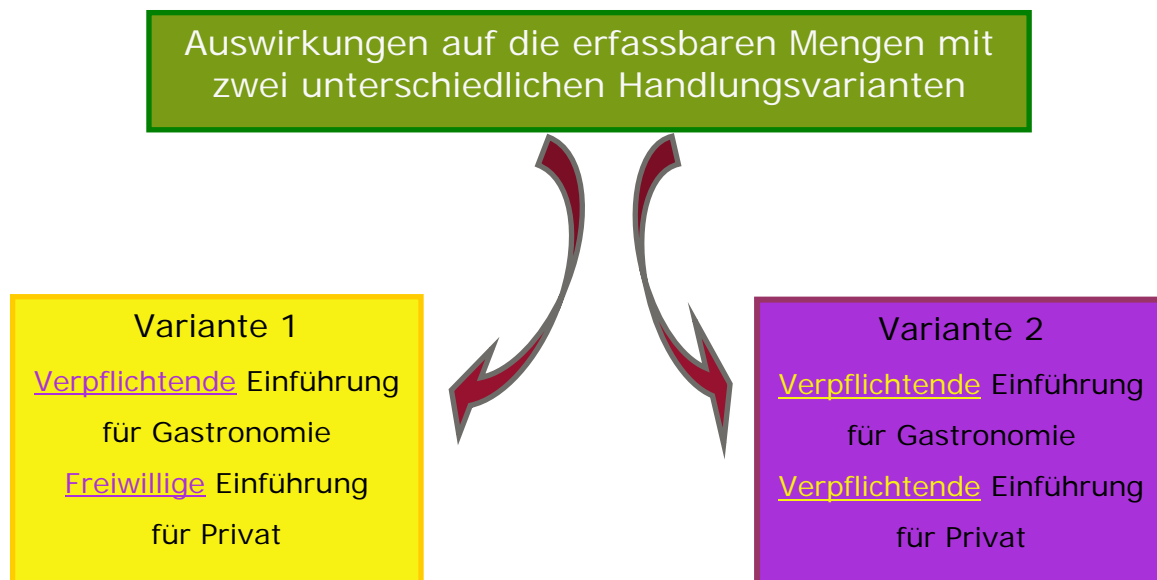 Auswirkungen auf die erfassbaren Mengen mit
zwei unterschiedlichen Handlungsvarianten
Variante 1
Verpflichtende Einführung
für Gastronomie
Freiwillige Einführung
für Privat
Variante 2
Verpflichtende Einführung
für Gastronomie
Verpflichtende Einführung
für Privat